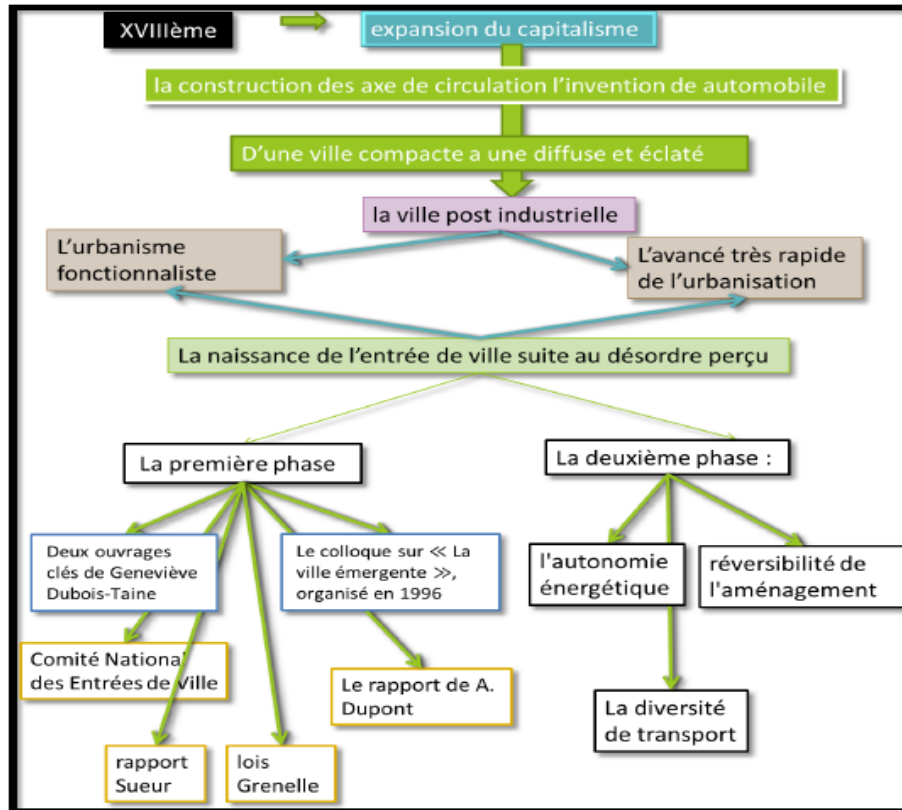 XVIIIème
expansion du capitalisme
la construction des axe de circulation l’invention de automobile
D’une ville compacte a une diffuse et éclaté
la ville post industrielle
L’urbanisme
fonctionnaliste
L’avancé très rapide
de l’urbanisation
La naissance de l’entrée de ville suite au désordre perçu
La première phase
La deuxième phase :
Deux ouvrages
clés de Geneviève
Dubois-Taine
Le colloque sur ≪ La
ville émergente ≫,
organisé en 1996
l'autonomie
énergétique
réversibilité de
l'aménagement
Comité National
des Entrées de Ville
Le rapport de A.
Dupont
La diversité
de transport
rapport
Sueur
lois
Grenelle